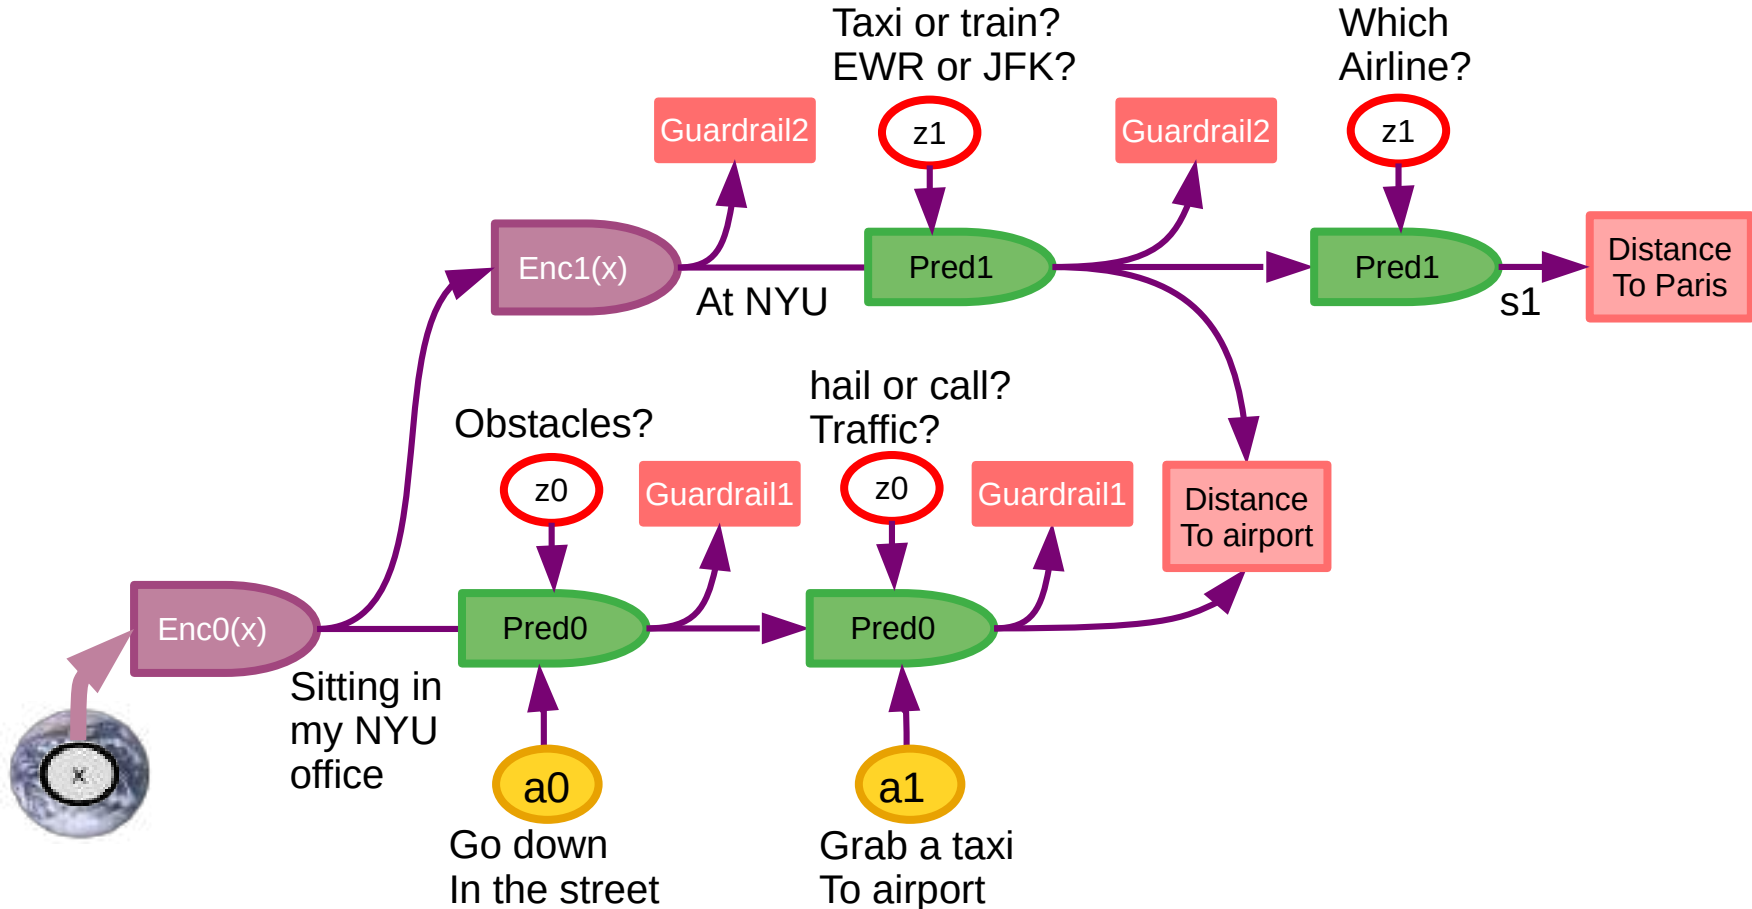 Taxi or train?
EWR or JFK?
Which
Airline?
Guardrail2
z1
Guardrail2
z1
Enc1(x)
Pred1
Pred1
Distance
To Paris
At NYU
s1
hail or call?
Traffic?
Obstacles?
z0
Guardrail1
z0
Guardrail1
Distance
To airport
Enc0(x)
Pred0
Pred0
Sitting in
my NYU
office
x
a0
a1
Go down
In the street
Grab a taxi
To airport